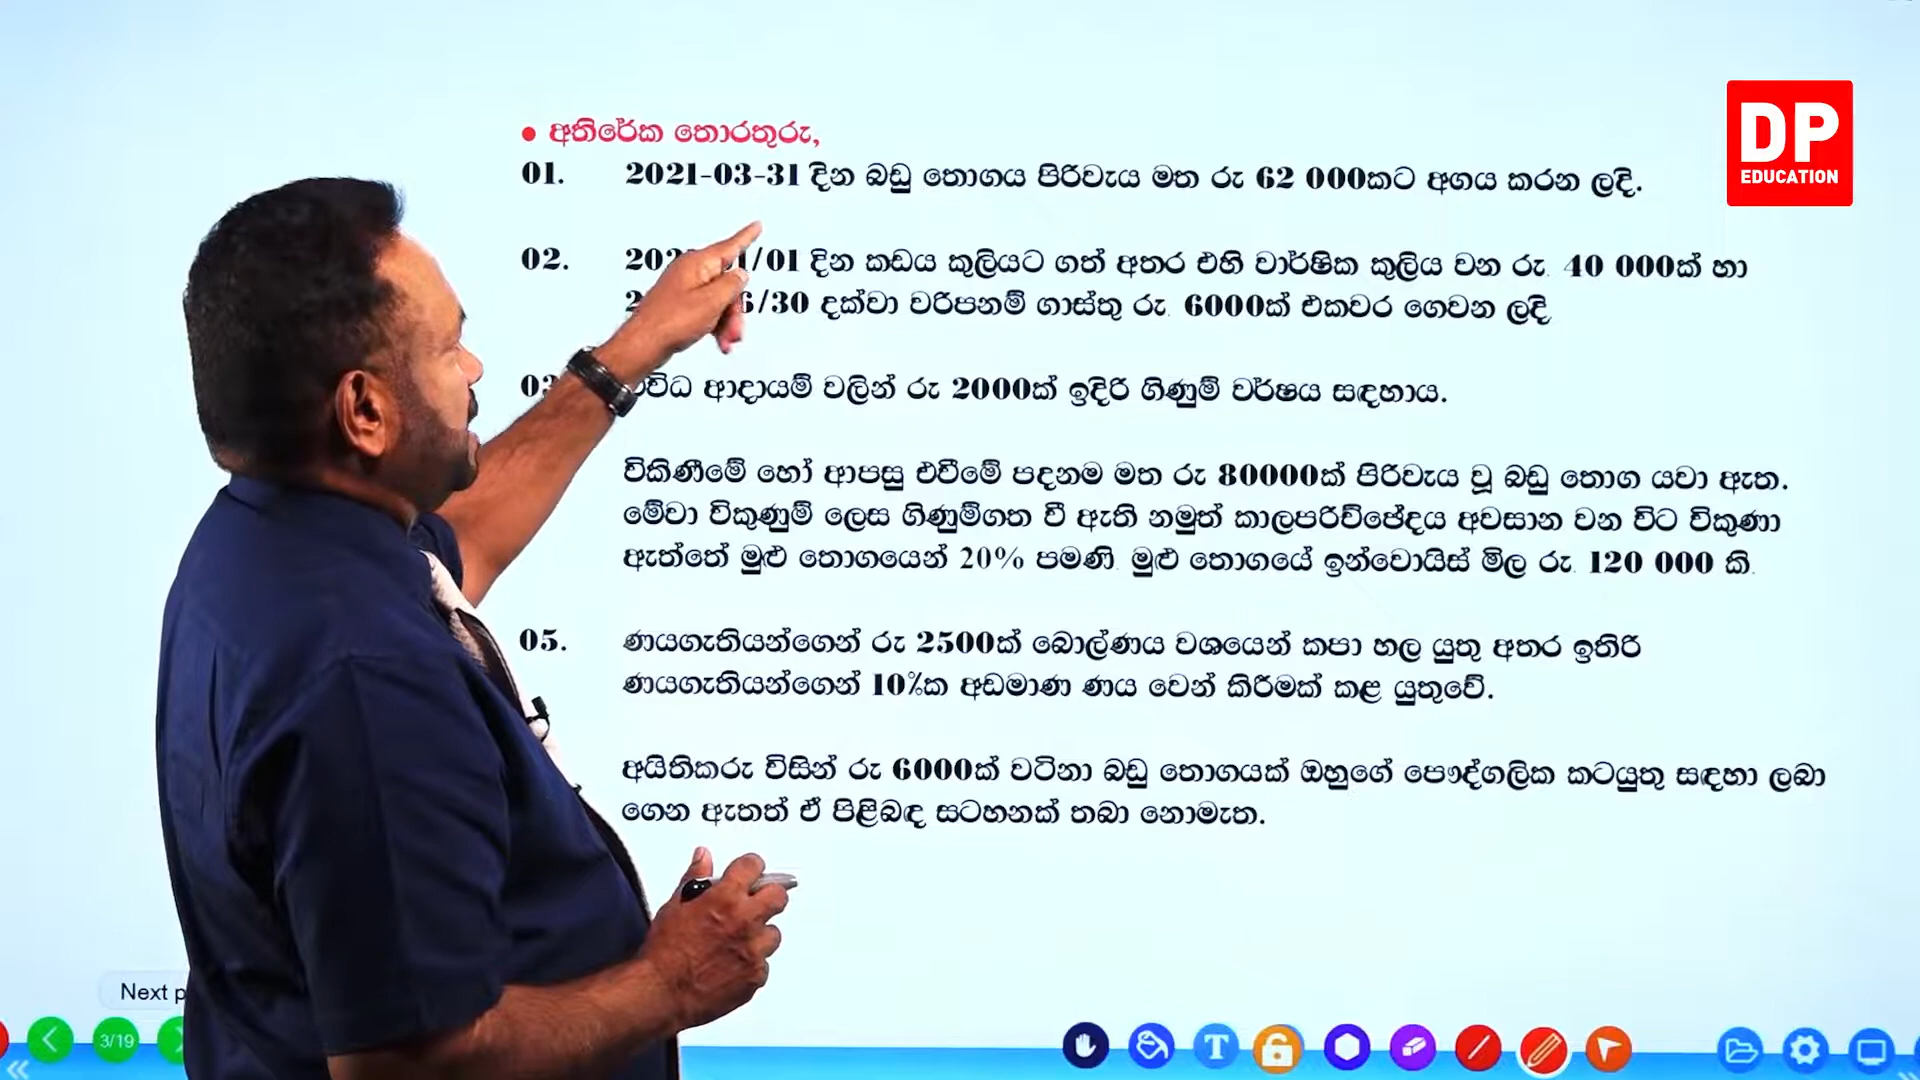 DP
EDUCATION
• අතිරේක තොරතුරු,
01. 2021-03-31 දින බඩු තොගය පිරිවැය මත රු 62 000කට අගය කරන ලදි.
02. /01 දින කඩය කුලියට ගත් අතර එහි වාර්ෂික කුලිය වන රු. 40 000ක් හා
/30 දක්වා වරිපනම් ගාස්තු රු. 6000ක් එකවර ගෙවන ලදි.
ආදායම් වලින් රු 2000ක් ඉදිරි ගිණුම් වර්ෂය සඳහාය.
විකිණීමේ හෝ ආපසු එවීමේ පදනම මත රු 80000ක් පිරිවැය වූ බඩු තොග යවා ඇත.
මේවා විකුණුම් ලෙස ගිණුම්ගත වී ඇති නමුත් කාලපරිච්ඡේදය අවසාන වන විට විකුණා
ඇත්තේ මුළු තොගයෙන් 20% පමණි. මුළු තොගයේ ඉන්වොයිස් මිල රු. 120 000 කි.
05. ණයගැතියන්ගෙන් රු 2500ක් බොල්ණය වශයෙන් කපා හල යුතු අතර ඉතිරි
ණයගැතියන්ගෙන් 10%ක අඩමාණ ණය වෙන් කිරීමක් කළ යුතුවේ.
අයිතිකරු විසින් රු 6000ක් වටිනා බඩු තොගයක් ඔහුගේ පෞද්ගලික කටයුතු සඳහා ලබා
ගෙන ඇතත් ඒ පිළිබඳ සටහනක් තබා නොමැත.
Next
3/19